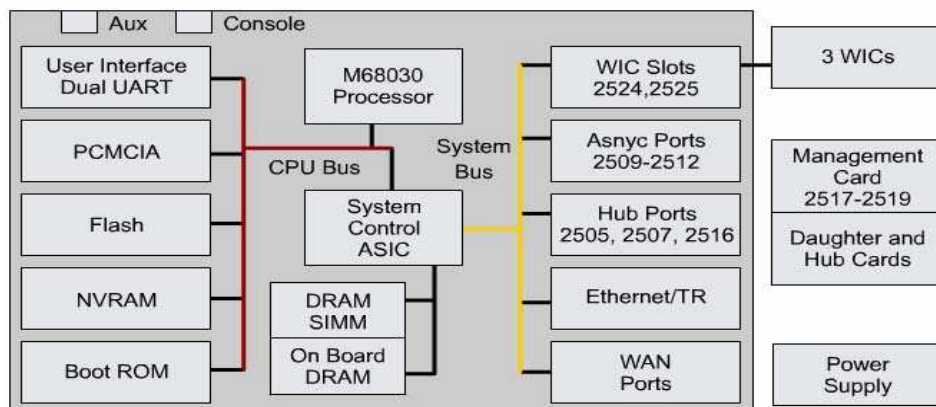 Aux
Console
User Interface
Dual UART
PCMCIA
Flash
NVRAM
Boot ROM
M68030
Processor
CPU Bus
System
Control
ASIC
DRAM
SIMM
On Board
DRAM
System
Bus
WIC Slots
2524,2525
Asnyc Ports
2509-2512
Hub Ports
2505, 2507, 2516
Ethernet/TR
WAN
Ports
3 WICs
Management
Card
2517-2519
Daughter and
Hub Cards
Power
Supply